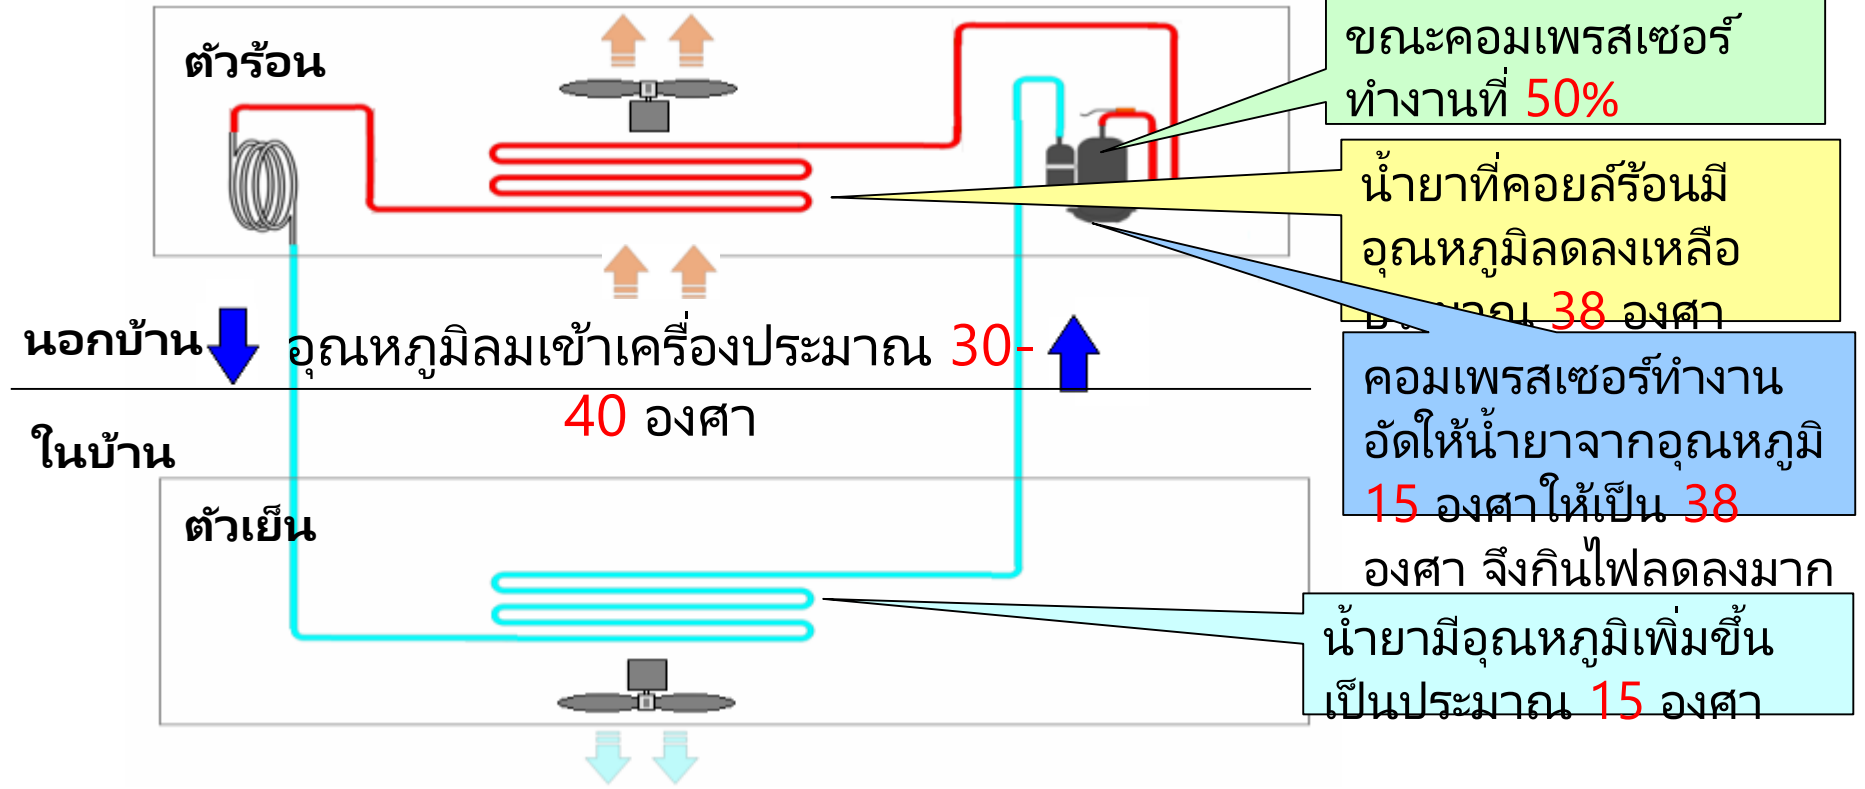 ตัวร้อน
ขณะคอมเพรสเซอร์
ทำงานที่ 50%
น้ำยาที่คอยล์ร้อนมี
อุณหภูมิลดลงเหลือ
38 องศา
นอกบ้าน
อุณหภูมิลมเข้าเครื่องประมาณ 30-
40 องศา
ในบ้าน
คอมเพรสเซอร์ทำงาน
อัดให้น้ำยาจากอุณหภูมิ
15 องศาให้เป็น 38
องศา จึงกินไฟลดลงมาก
ตัวเย็น
น้ำยามีอุณหภูมิเพิ่มขึ้น
เป็นประมาณ 15 องศา